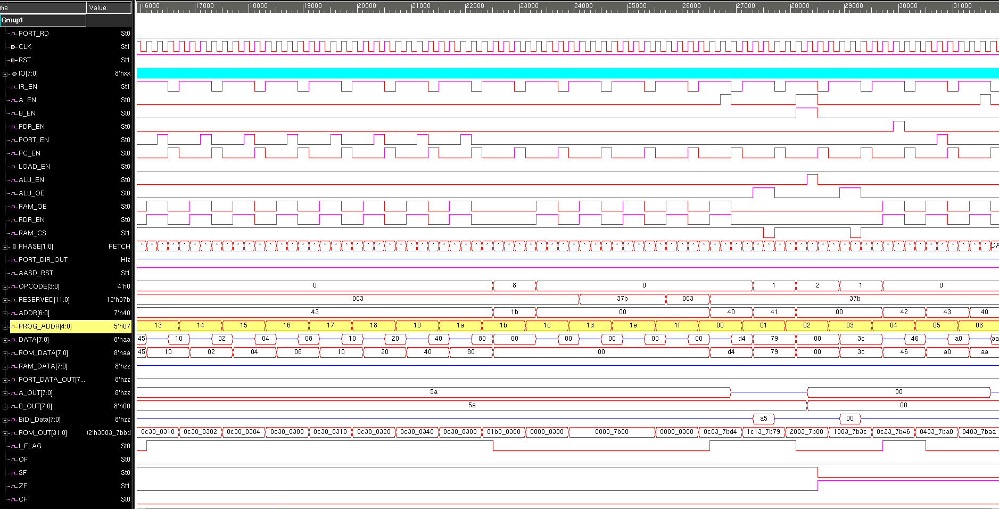 me Value 16000 17000 18000 19000 20000 21000 22000 23000 24000 25000 26000 27000 28000 29000 30000 31000
Group1
PORT_RD St0
CLK St1
RST St1
IO[7:0] 8'hxx
IR_EN St1
A_EN St0
B_EN St0
PDR_EN St0
PORT_EN St0
PC_EN St0
LOAD_EN St0
ALU_EN St0
ALU_OE St0
RAM_OE St0
RDR_EN St0
RAM_CS St1
PHASE[1:0] FETCH
PORT_DIR_OUT Hiz
AASD_RST St1
OPCODE[3:0] 4'h0 0 8 0 1 2 1 0
RESERVED[11:0] 12'h37b 003 37b 003 37b
ADDR[6:0] 7'h40 43 1b 00 40 41 00 42 43 40
PROG_ADDR[4:0] 5'h07 13 14 15 16 17 18 19 1a 1b 1c 1d 1e 1f 00 01 02 03 04 05 06
DATA[7:0] 8'haa 45 10 02 04 08 10 20 40 80 00 00 00 00 00 d4 79 00 3c 46 a0 aa
ROM_DATA[7:0] 8'haa 45 10 02 04 08 10 20 40 80 00 d4 79 00 3c 46 a0 aa
RAM_DATA[7:0] 8'hzz
PORT_DATA_OUT[7... 8'hzz
A_OUT[7:0] 8'hzz 5a 00
B_OUT[7:0] 8'h00 5a 00
BiDi_Data[7:0] 8'hzz a5 00
ROM_OUT[31:0] 32'h3003_7bbd 0c30_0310 0c30_0302 0c30_0304 0c30_0308 0c30_0310 0c30_0320 0c30_0340 0c30_0380 81b0_0300 0000_0300 0003_7b00 0000_0300 0c03_7bd4 1c13_7b79 2003_7b00 1003_7b3c 0c23_7b46 0433_7ba0 0403_7baa
I_FLAG St0
OF St0
SF St0
ZF St1
CF St0